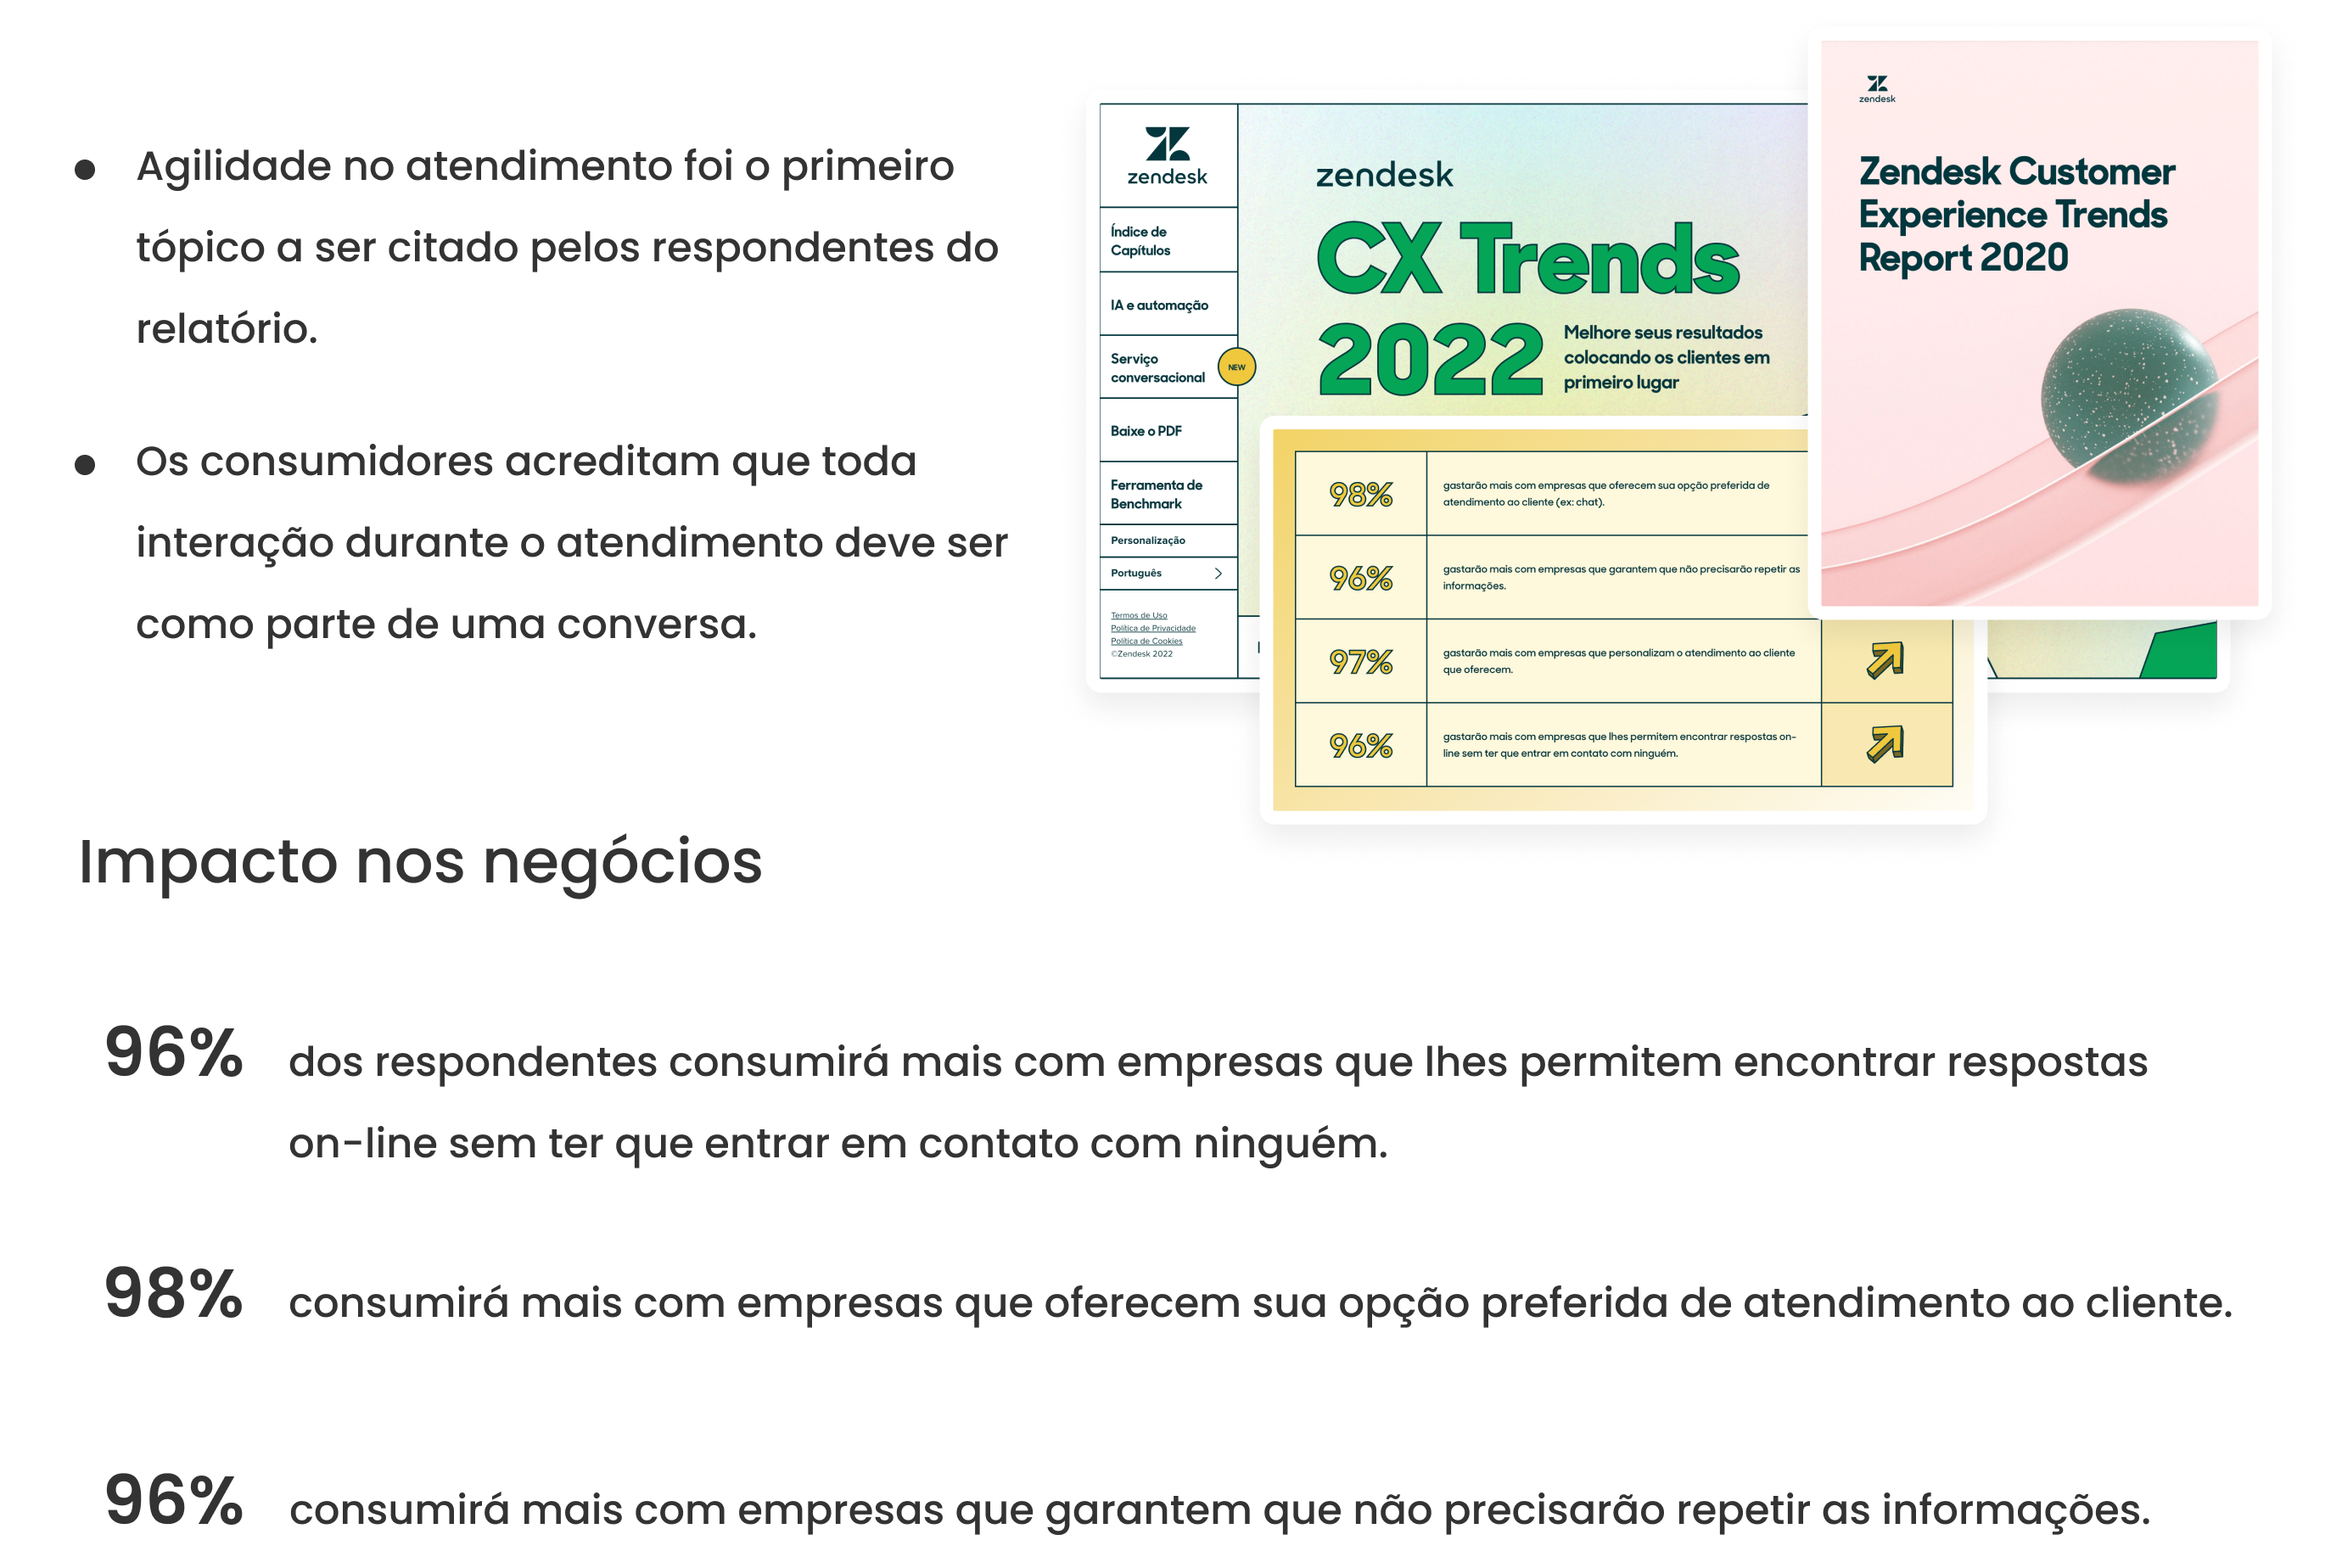 Agilidade no atendimento foi o primeiro
tópico a ser citado pelos respondentes do
relatório.
Os consumidores acreditam que toda
interação durante o atendimento deve ser
como parte de uma conversa.
zendesk
Índice de
Capítulos
IA e automação
Serviço
conversacional
NEW
Baixe o PDF
Ferramenta de
Benchmark
Personalização
Português
Termos de Uso
Política de Privacidade
Política de Cookies
©Zendesk 2022
zendesk
CX Trends
2022
Melhore seus resultados
colocando os clientes em
primeiro lugar
98%
gastarão mais com empresas que oferecem sua opção preferida de
atendimento ao cliente (ex: chat).
96%
gastarão mais com empresas que garantem que não precisarão repetir as
informações.
97%
gastarão mais com empresas que personalizam o atendimento ao cliente
que oferecem.
96%
gastarão mais com empresas que lhes permitem encontrar respostas on-
line sem ter que entrar em contato com ninguém.
zendesk
Zendesk Customer
Experience Trends
Report 2020
Impacto nos negócios
96% dos respondentes consumirá mais com empresas que lhes permitem encontrar respostas
on-line sem ter que entrar em contato com ninguém.
98% consumirá mais com empresas que oferecem sua opção preferida de atendimento ao cliente.
96% consumirá mais com empresas que garantem que não precisarão repetir as informações.